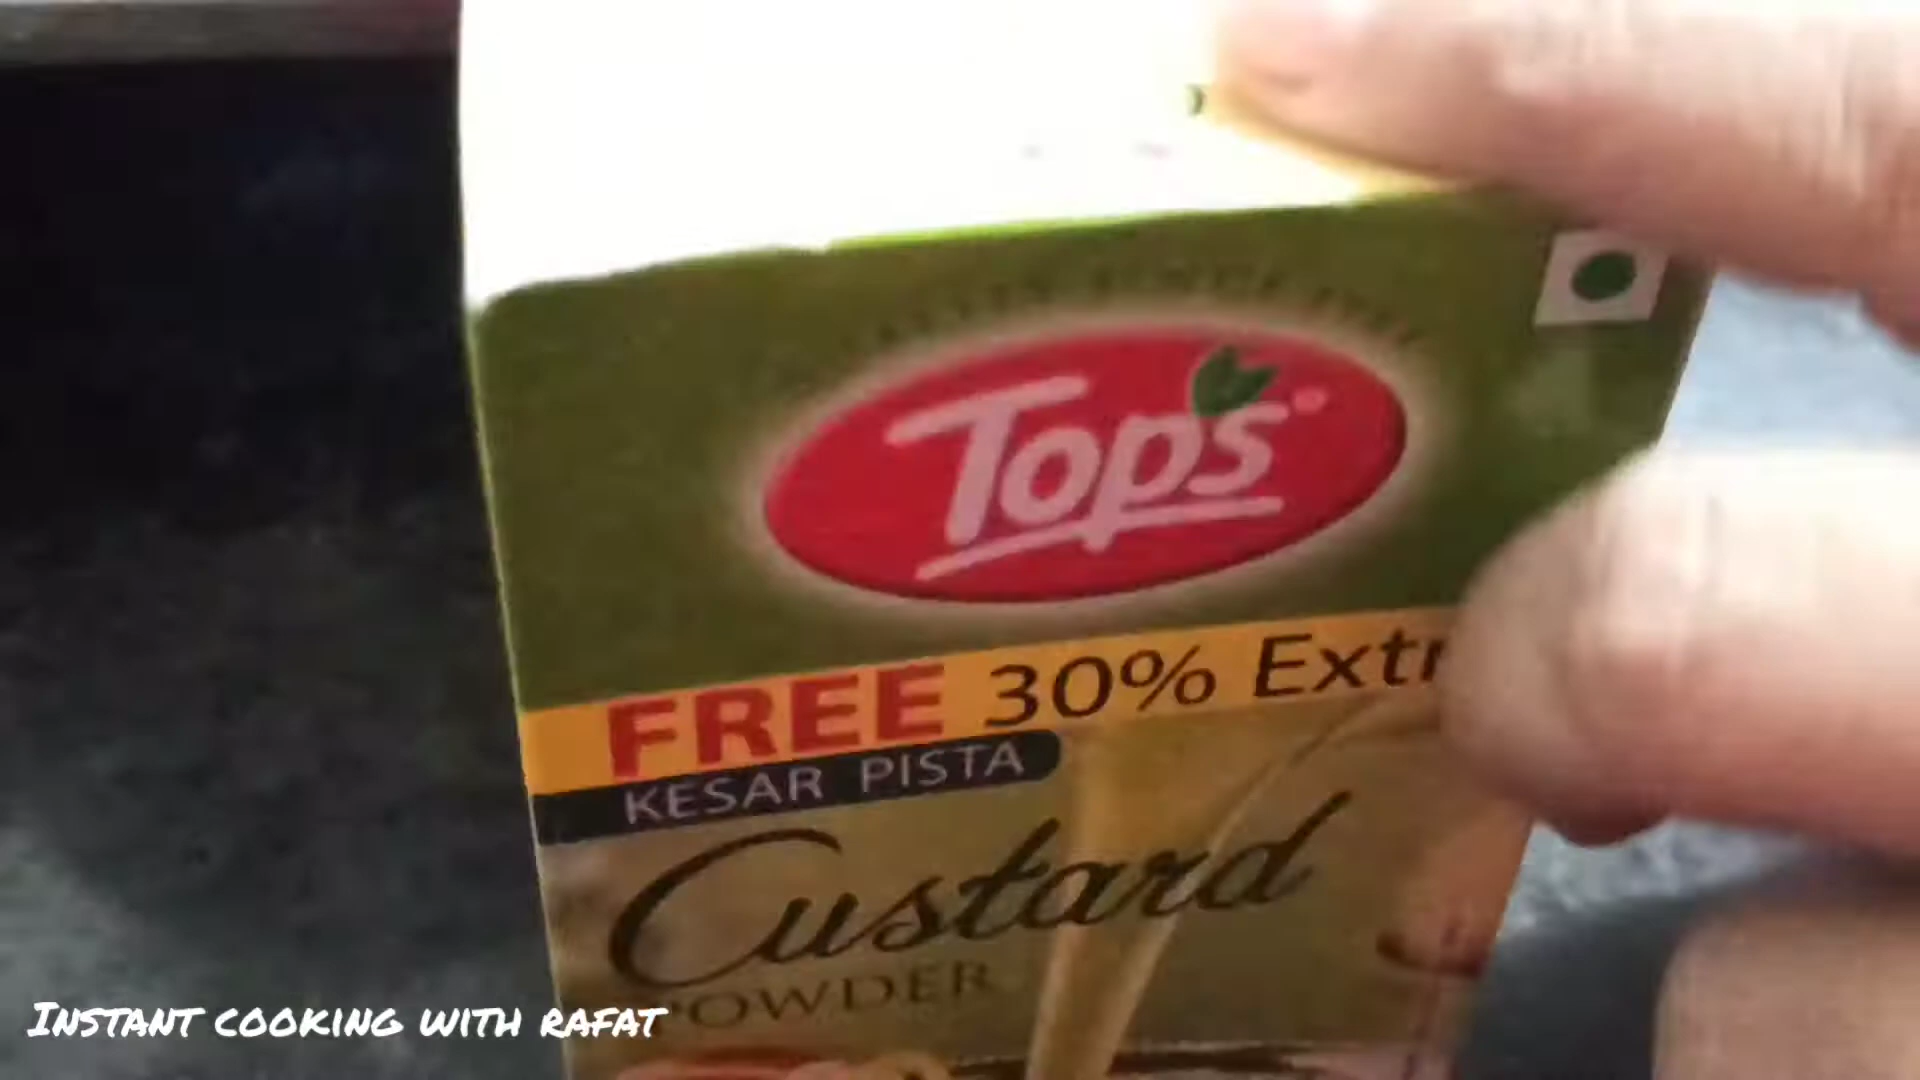 Tops
FREE 30% Extr
KESAR PISTA
Custard
POWDER
INSTANT COOKING WITH RAFAT